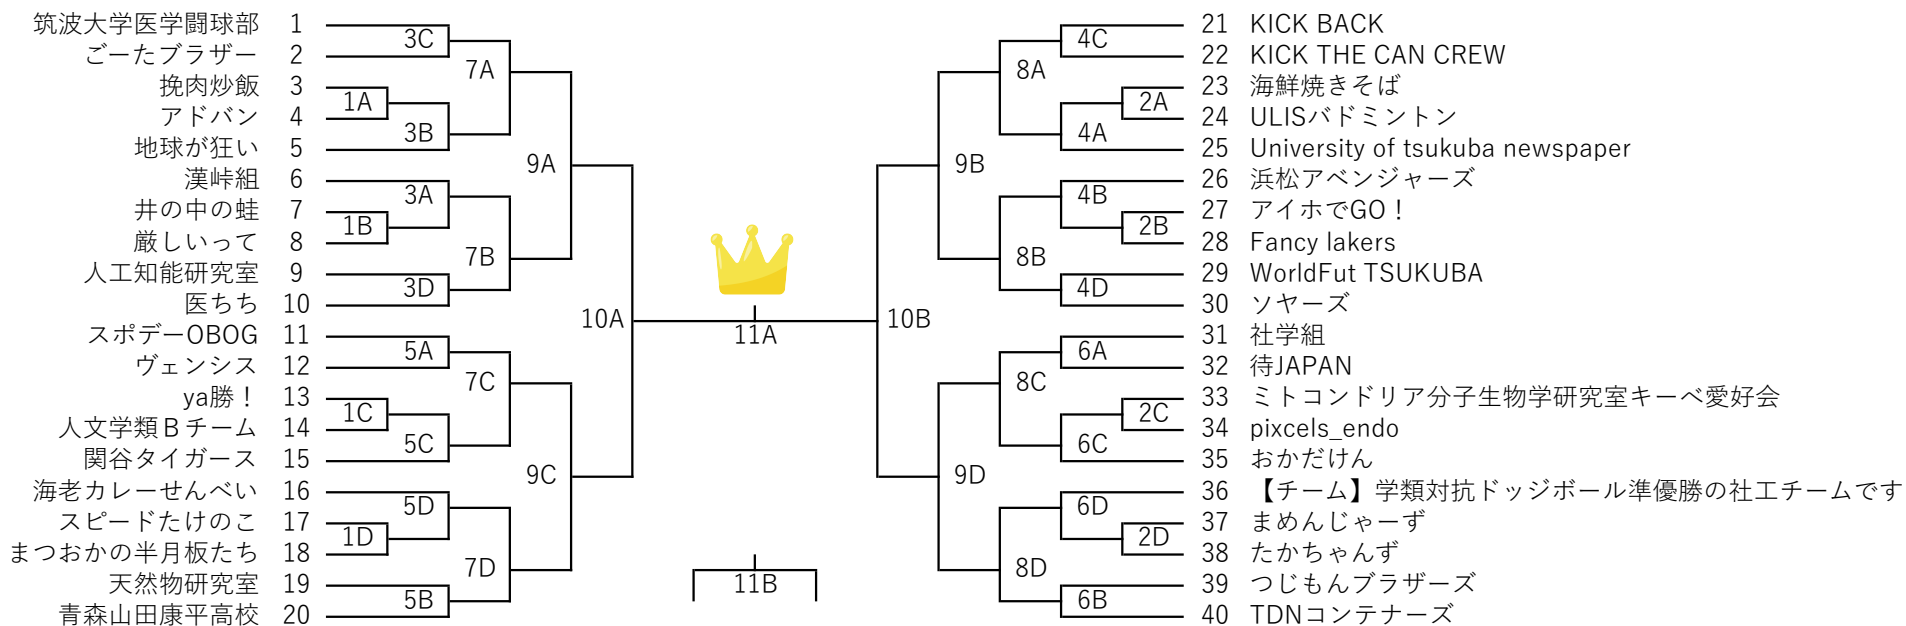 筑波大学医学闘球部 1
ごーたブラザー 2
挽肉炒飯 3
アドバン 4
地球が狂い 5
漢峠組 6
井の中の蛙 7
厳しいって 8
人工知能研究室 9
医ちち 10
スポデーOBOG 11
ヴェンシス 12
ya勝！ 13
人文学類Ｂチーム 14
関谷タイガース 15
海老カレーせんべい 16
スピードたけのこ 17
まつおかの半月板たち 18
天然物研究室 19
青森山田康平高校 20
3C
1A
3B
3A
1B
3D
5A
1C
5C
5D
1D
5B
7A
7B
7C
7D
9A
9C
10A
11A
11B
10B
9B
9D
8A
8B
8C
8D
4C
2A
4A
4B
2B
4D
6A
2C
6C
6D
2D
6B
21 KICK BACK
22 KICK THE CAN CREW
23 海鮮焼きそば
24 ULISバドミントン
25 University of tsukuba newspaper
26 浜松アベンジャーズ
27 アイホでGO！
28 Fancy lakers
29 WorldFut TSUKUBA
30 ソヤーズ
31 社学組
32 待JAPAN
33 ミトコンドリア分子生物学研究室キーベ愛好会
34 pixcels_endo
35 おかだけん
36 【チーム】学類対抗ドッジボール準優勝の社工チームです
37 まめんじゃーず
38 たかちゃんず
39 つじもんブラザーズ
40 TDNコンテナーズ